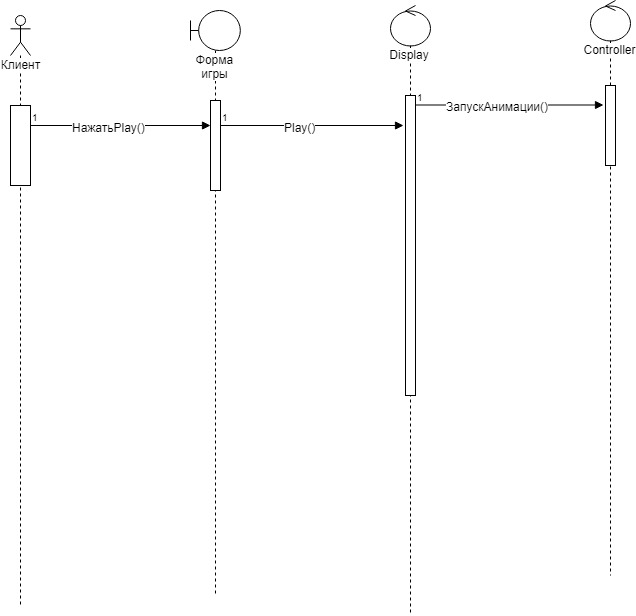 Клиент
Форма
игры
Display
Controller
1
НажатьPlay()
1
Play()
1
ЗапускАнимации()